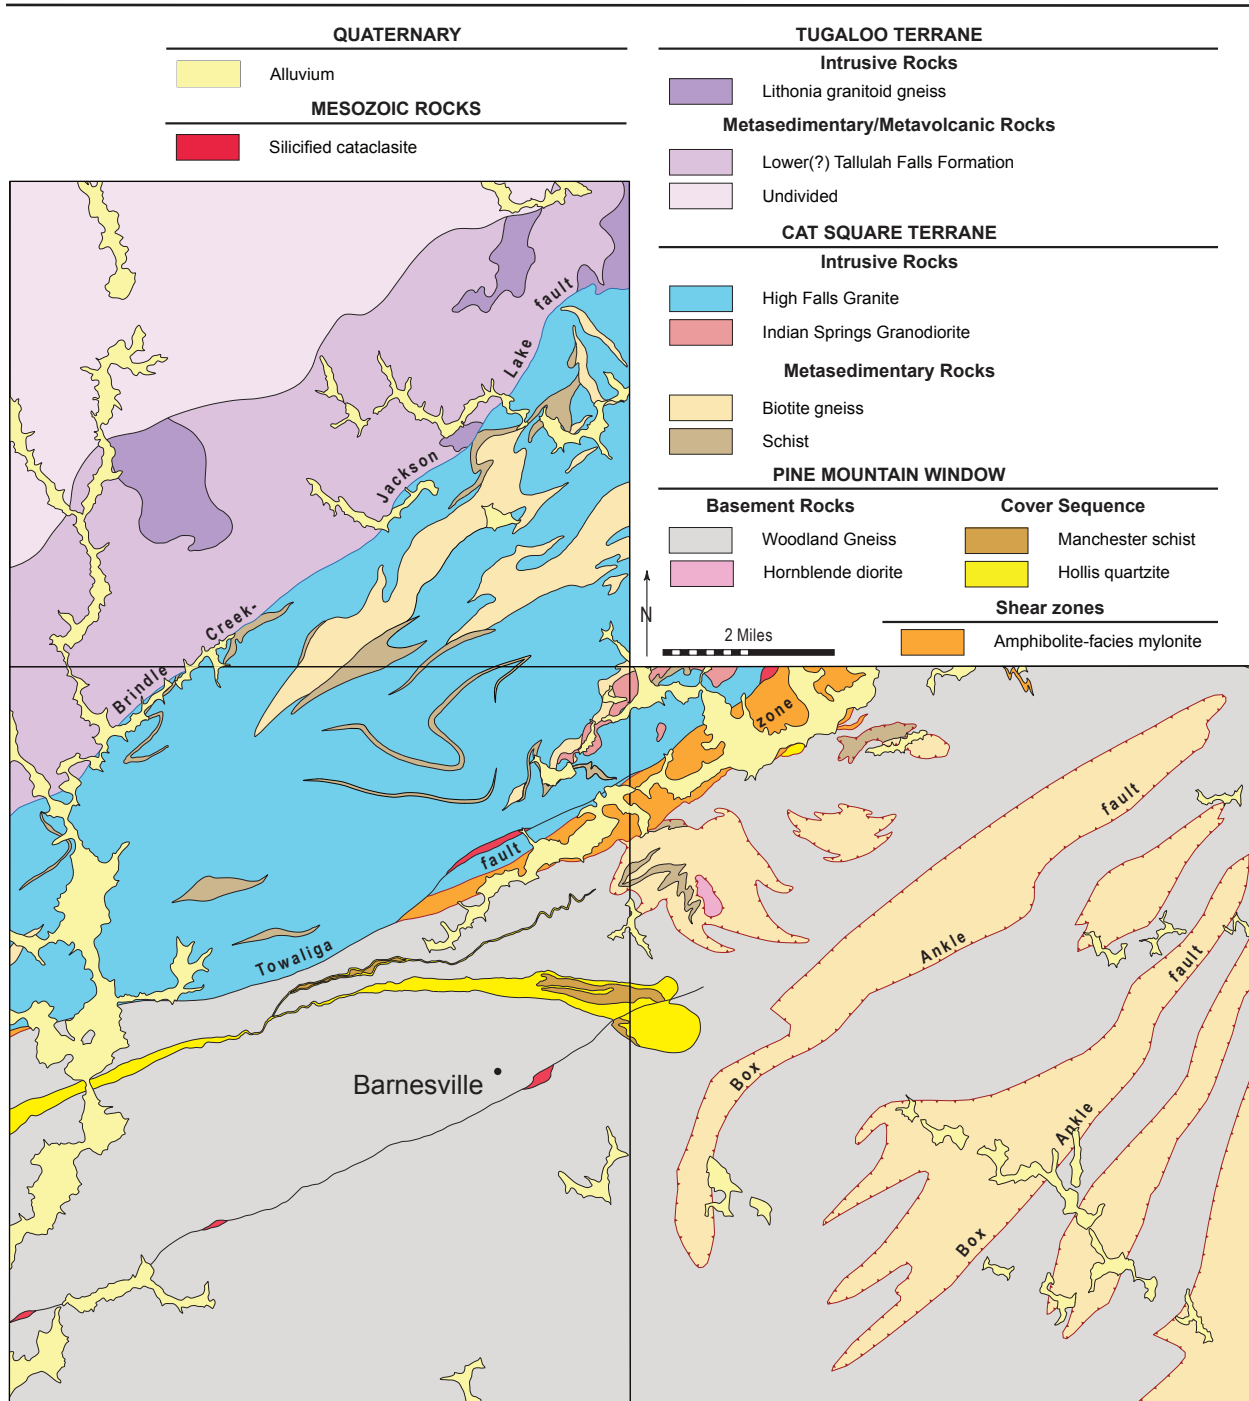 QUATERNARY
Alluvium
MESOZOIC ROCKS
Silicified cataclasite
TUGALOO TERRANE
Intrusive Rocks
Lithonia granitoid gneiss
Metasedimentary/Metavolcanic Rocks
Lower(?) Tallulah Falls Formation
Undivided
CAT SQUARE TERRANE
Intrusive Rocks
High Falls Granite
Indian Springs Granodiorite
Metasedimentary Rocks
Biotite gneiss
Schist
PINE MOUNTAIN WINDOW
Basement Rocks
Woodland Gneiss
Hornblende diorite
Cover Sequence
Manchester schist
Hollis quartzite
Shear zones
Amphibolite-facies mylonite
N
2 Miles
Brindle Creek-Jackson Lake fault
Towaliga fault zone
Box Ankle fault
Box Ankle fault
Barnesville